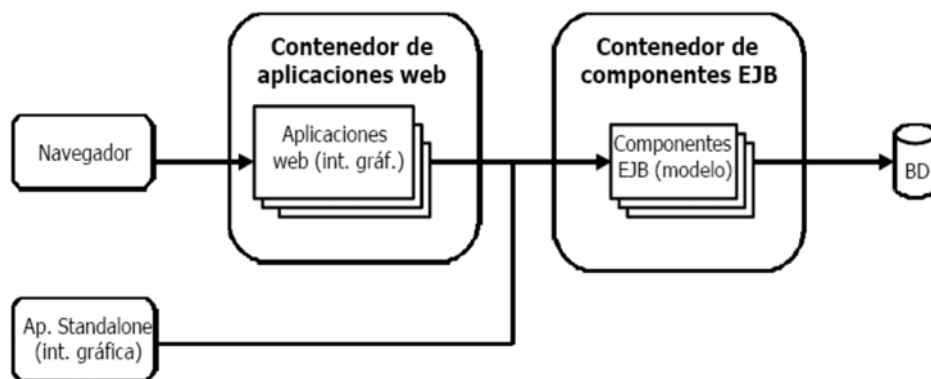 Contenedor de
aplicaciones web
Contenedor de
componentes EJB
Navegador
Aplicaciones
web (int. gráf.)
Componentes
EJB (modelo)
BD
Ap. Standalone
(int. gráfica)